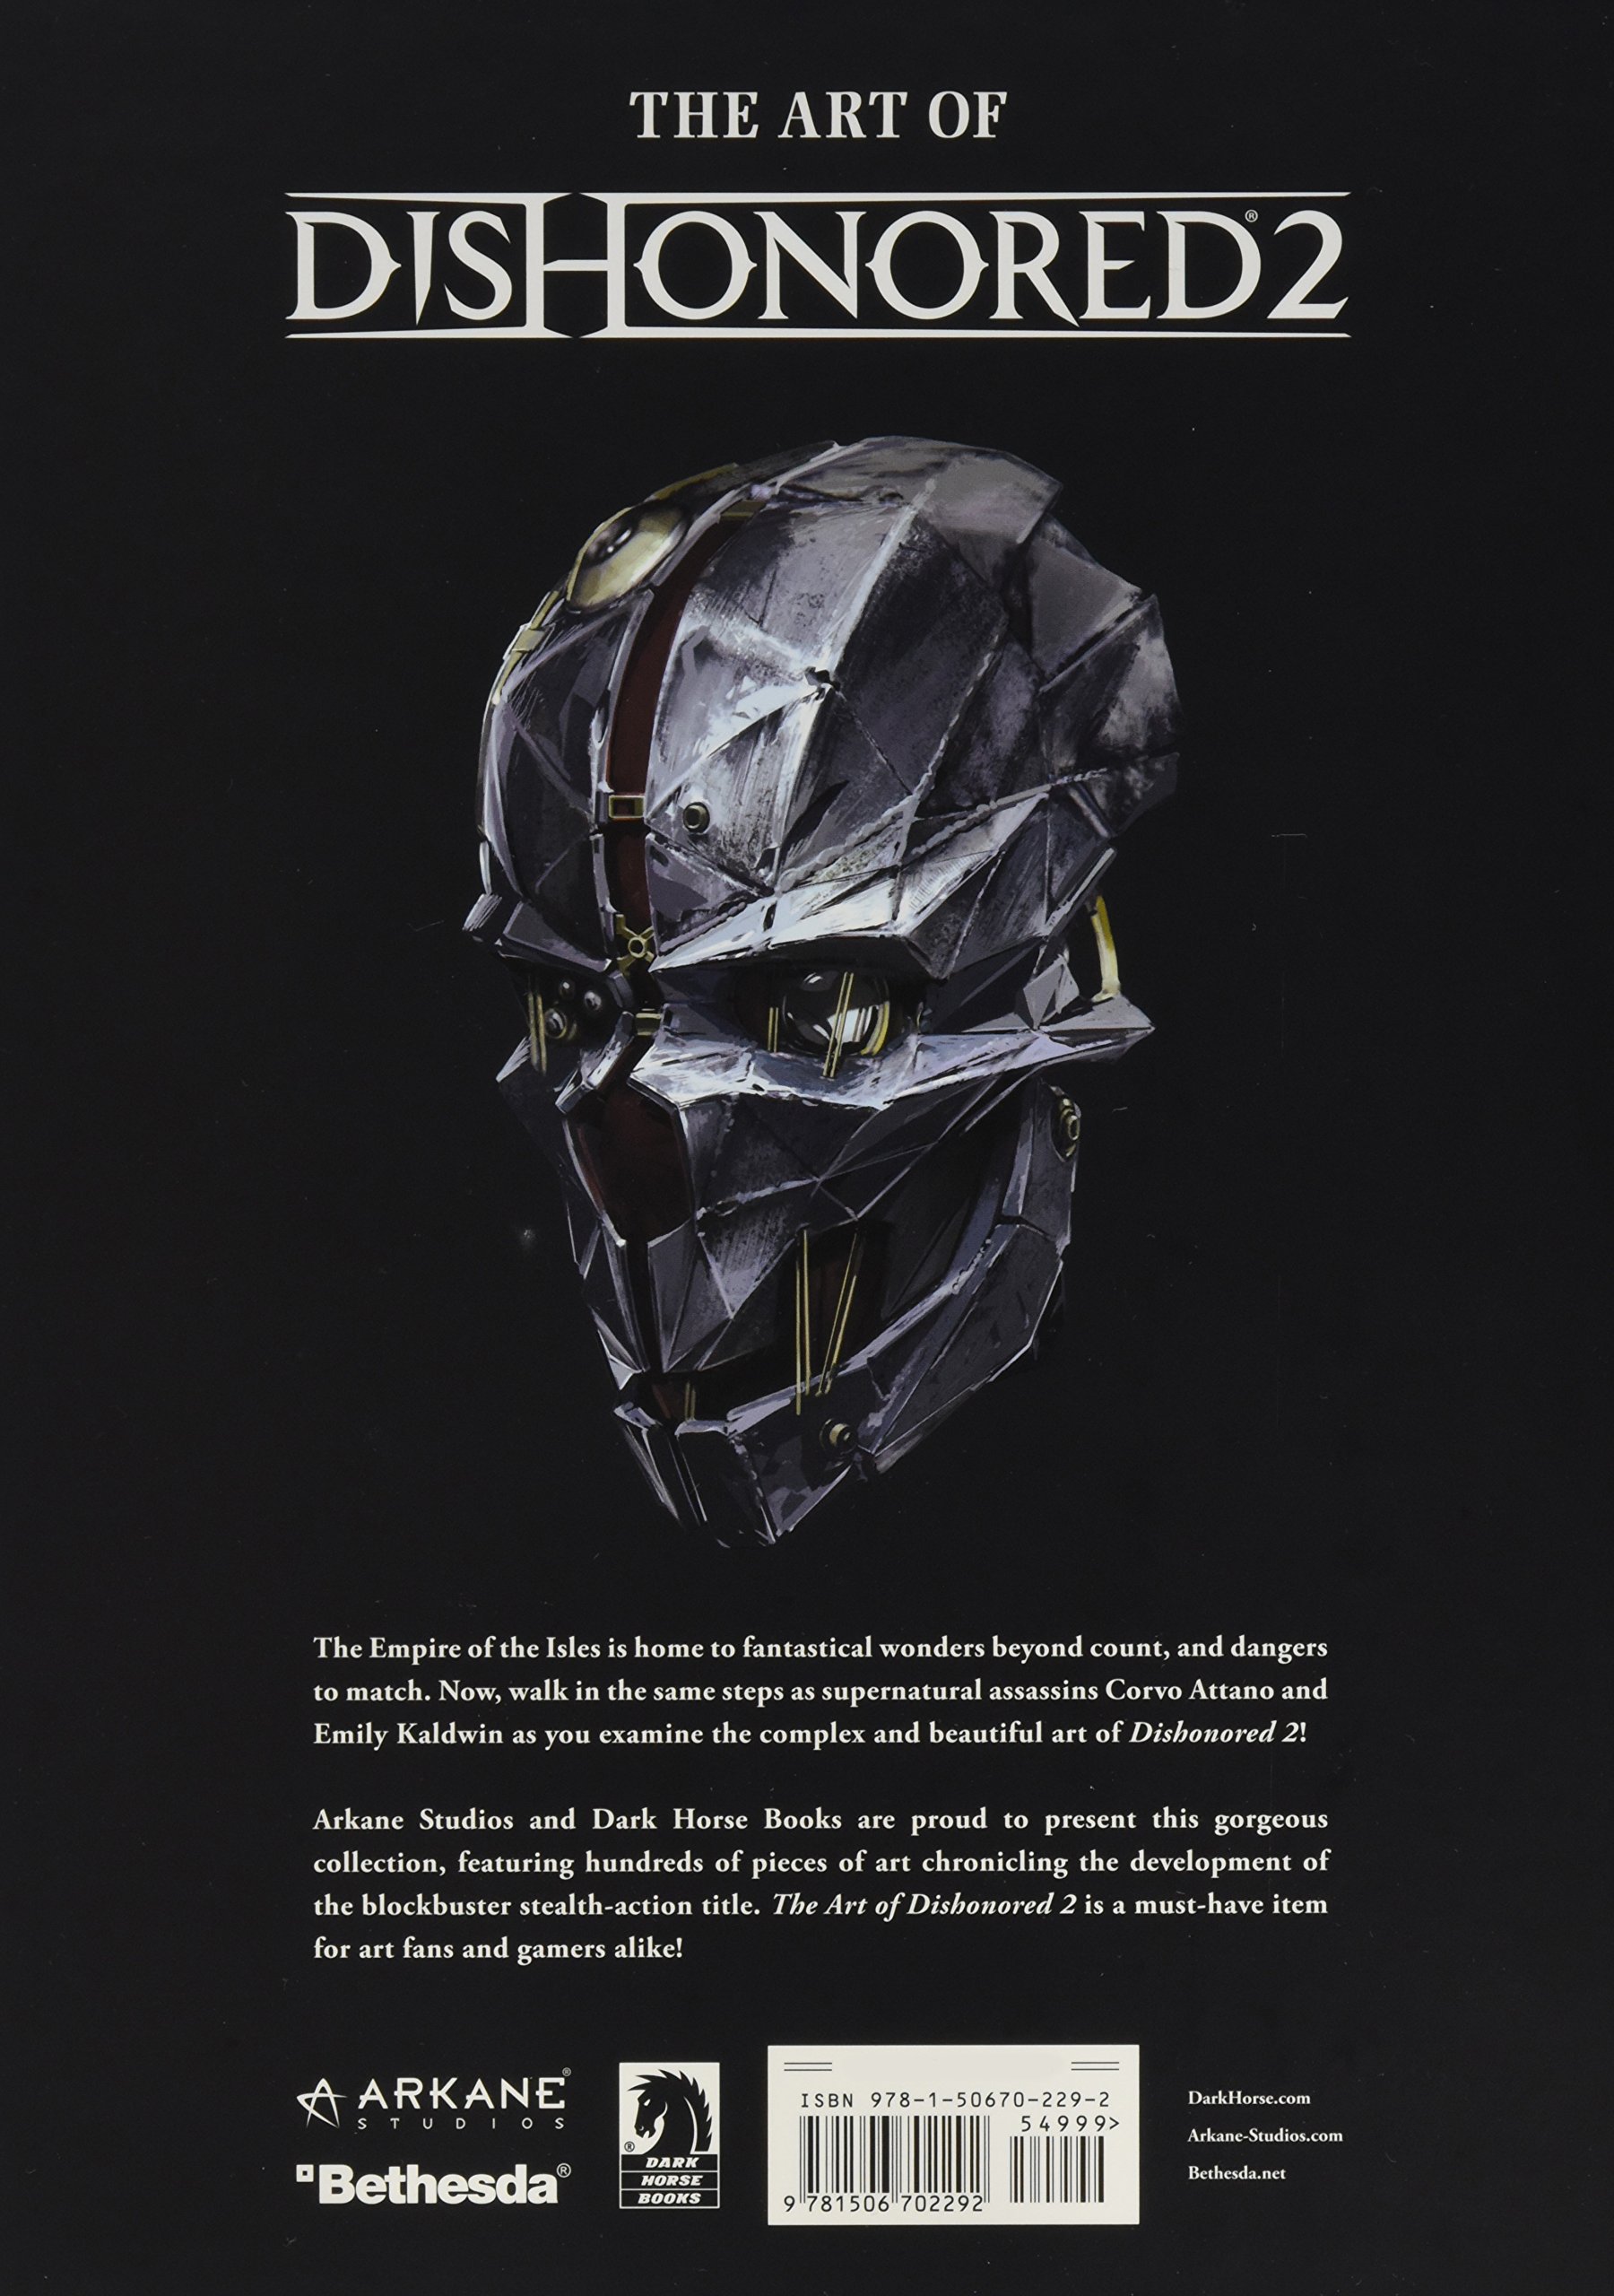 THE ART OF
DISHONORED®2
The Empire of the Isles is home to fantastical wonders beyond count, and dangers
to match. Now, walk in the same steps as supernatural assassins Corvo Attano and
Emily Kaldwin as you examine the complex and beautiful art of Dishonored 2!
Arkane Studios and Dark Horse Books are proud to present this gorgeous
collection, featuring hundreds of pieces of art chronicling the development of
the blockbuster stealth-action title. The Art of Dishonored 2 is a must-have item
for art fans and gamers alike!
ARKANE®
STUDIOS
Bethesda®
®
DARK
HORSE
BOOKS
ISBN 978-1-50670-229-2
54999>
9 781506 702292
DarkHorse.com
Arkane-Studios.com
Bethesda.net